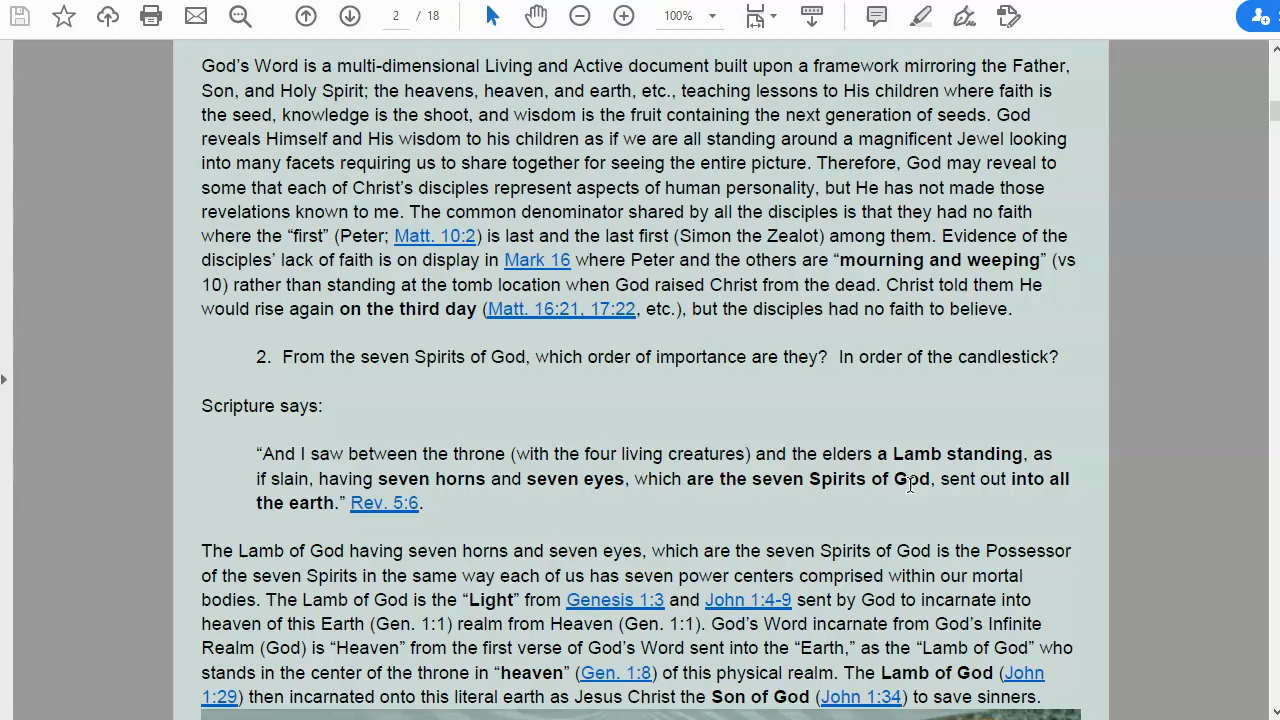 2 / 18
100%
God's Word is a multi-dimensional Living and Active document built upon a framework mirroring the Father,
Son, and Holy Spirit; the heavens, heaven, and earth, etc., teaching lessons to His children where faith is
the seed, knowledge is the shoot, and wisdom is the fruit containing the next generation of seeds. God
reveals Himself and His wisdom to his children as if we are all standing around a magnificent Jewel looking
into many facets requiring us to share together for seeing the entire picture. Therefore, God may reveal to
some that each of Christ's disciples represent aspects of human personality, but He has not made those
revelations known to me. The common denominator shared by all the disciples is that they had no faith
where the “first” (Peter; Matt. 10:2) is last and the last first (Simon the Zealot) among them. Evidence of the
disciples' lack of faith is on display in Mark 16 where Peter and the others are “mourning and weeping” (vs
10) rather than standing at the tomb location when God raised Christ from the dead. Christ told them He
would rise again on the third day (Matt. 16:21, 17:22, etc.), but the disciples had no faith to believe.
2. From the seven Spirits of God, which order of importance are they? In order of the candlestick?
Scripture says:
“And I saw between the throne (with the four living creatures) and the elders a Lamb standing, as
if slain, having seven horns and seven eyes, which are the seven Spirits of God, sent out into all
the earth.” Rev. 5:6.
The Lamb of God having seven horns and seven eyes, which are the seven Spirits of God is the Possessor
of the seven Spirits in the same way each of us has seven power centers comprised within our mortal
bodies. The Lamb of God is the “Light” from Genesis 1:3 and John 1:4-9 sent by God to incarnate into
heaven of this Earth (Gen. 1:1) realm from Heaven (Gen. 1:1). God's Word incarnate from God's Infinite
Realm (God) is “Heaven” from the first verse of God's Word sent into the “Earth,” as the “Lamb of God” who
stands in the center of the throne in “heaven” (Gen. 1:8) of this physical realm. The Lamb of God (John
1:29) then incarnated onto this literal earth as Jesus Christ the Son of God (John 1:34) to save sinners.